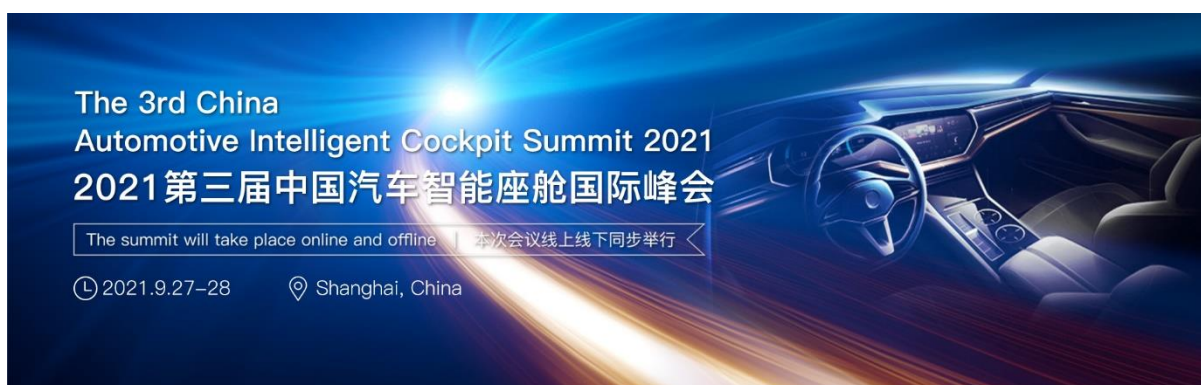 The 3rd China
Automotive Intelligent Cockpit Summit 2021
2021第三届中国汽车智能座舱国际峰会
The summit will take place online and offline | 本次会议线上线下同步举行
2021.9.27-28 Shanghai, China